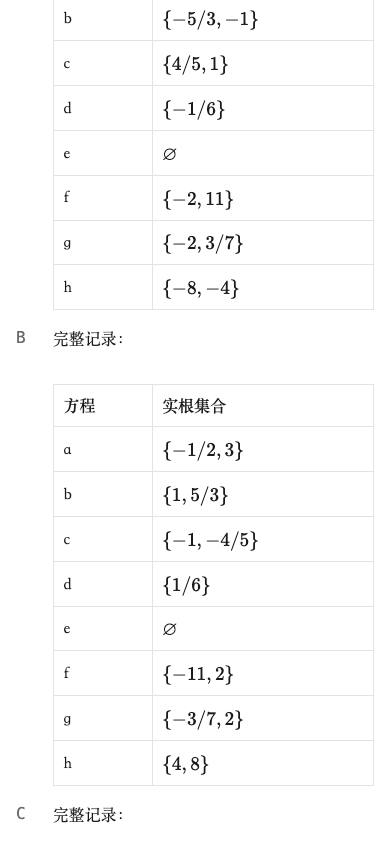 b {−5/3, −1}
c {4/5, 1}
d {−1/6}
e ∅
f {−2, 11}
g {−2, 3/7}
h {−8, −4}
B 完整记录：
方程 实根集合
a {−1/2, 3}
b {1, 5/3}
c {−1, −4/5}
d {1/6}
e ∅
f {−11, 2}
g {−3/7, 2}
h {4, 8}
C 完整记录：